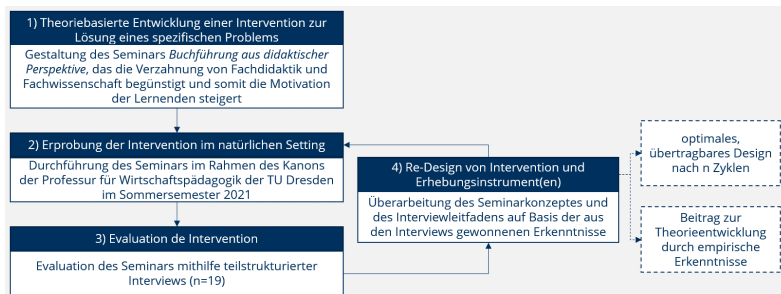 1) Theoriebasierte Entwicklung einer Intervention zur
Lösung eines spezifischen Problems
Gestaltung des Seminars Buchführung aus didaktischer
Perspektive, das die Verzahnung von Fachdidaktik und
Fachwissenschaft begünstigt und somit die Motivation
der Lernenden steigert
2) Erprobung der Intervention im natürlichen Setting
Durchführung des Seminars im Rahmen des Kanons
der Professur für Wirtschaftspädagogik der TU Dresden
im Sommersemester 2021
3) Evaluation de Intervention
Evaluation des Seminars mithilfe teilstrukturierter
Interviews (n=19)
4) Re-Design von Intervention und
Erhebungsinstrument(en)
Überarbeitung des Seminarkonzeptes und
des Interviewleitfadens auf Basis der aus
den Interviews gewonnenen Erkenntnisse
optimales,
übertragbares Design
nach n Zyklen
Beitrag zur
Theorieentwicklung
durch empirische
Erkenntnisse